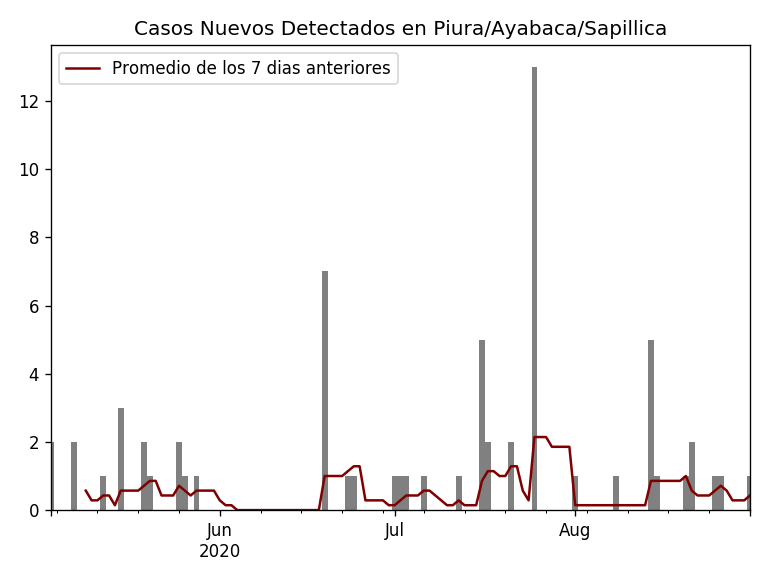 Casos Nuevos Detectados en Piura/Ayabaca/Sapillica
Promedio de los 7 dias anteriores
12
10
8
6
4
2
0
Jun
2020
Jul
Aug